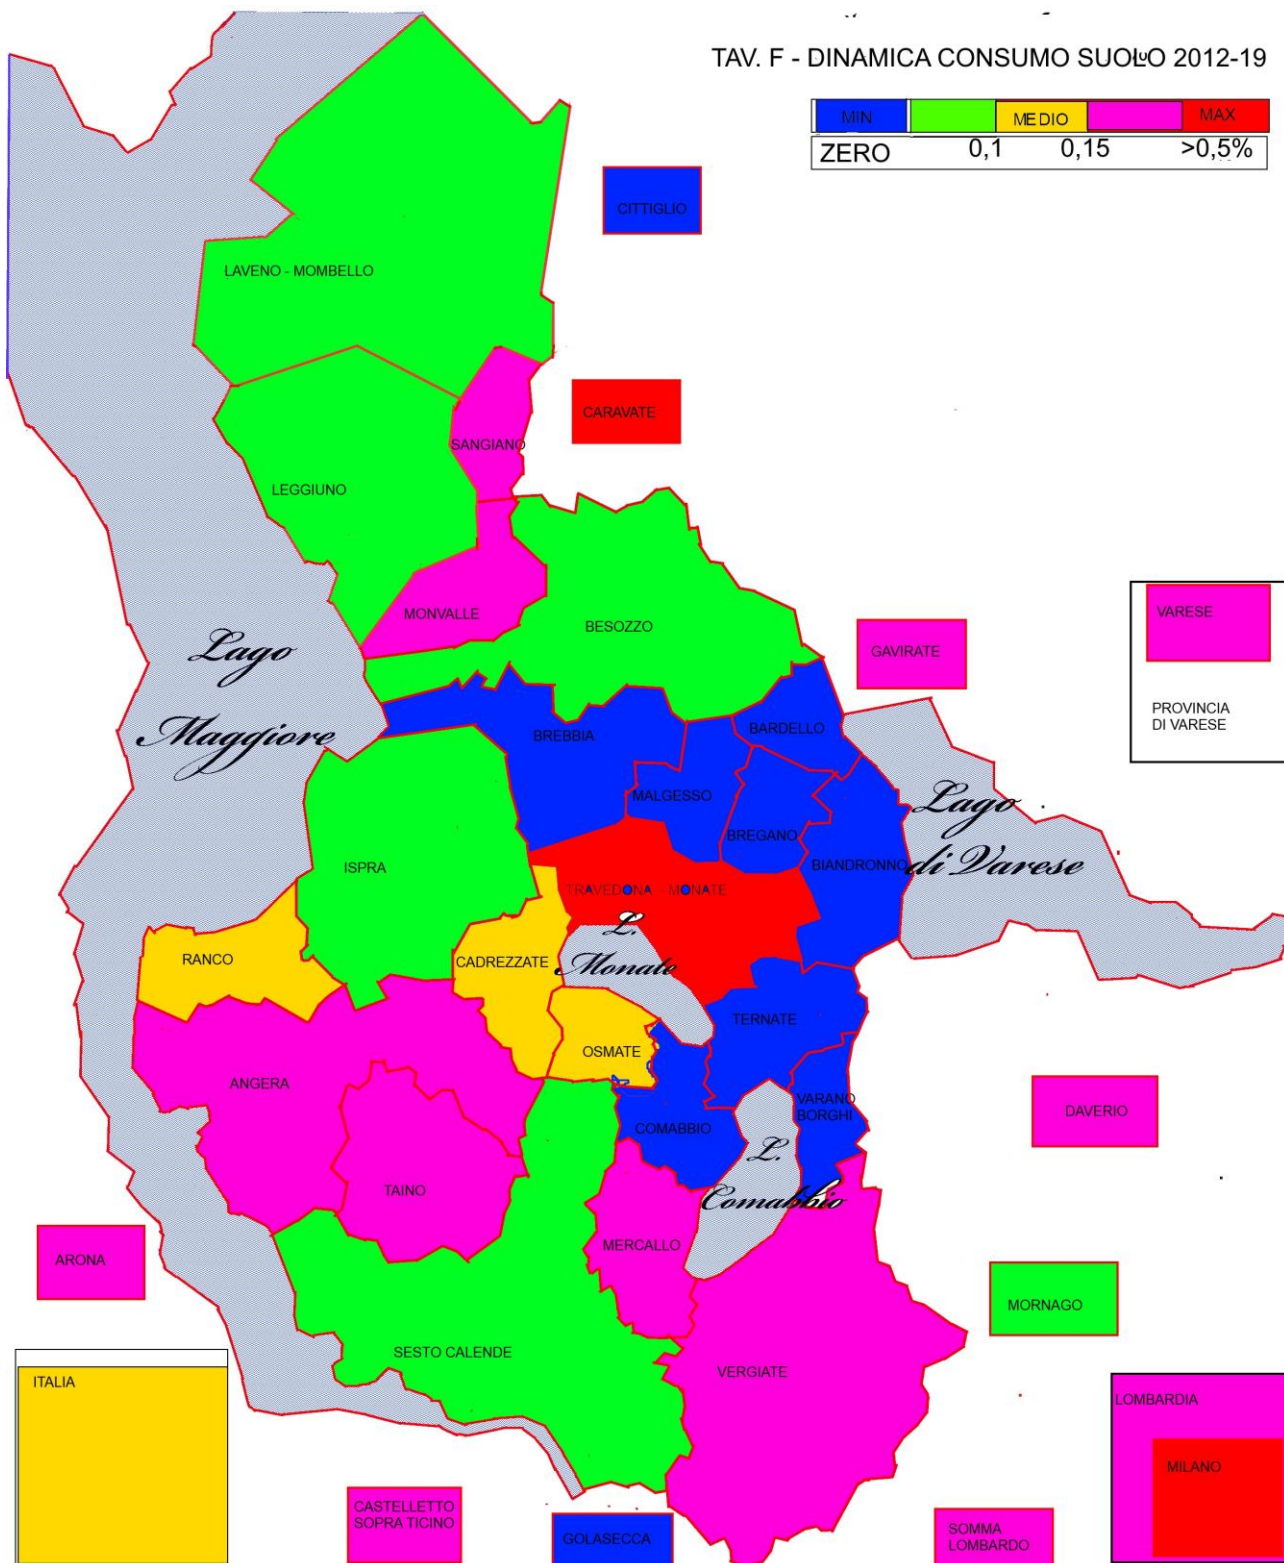 TAV. F - DINAMICA CONSUMO SUOLO 2012-19
MIN
MEDIO
MAX
ZERO
0,1
0,15
>0,5%
CITTIGLIO
LAVENO - MOMBELLO
CARAVATE
SANGIANO
LEGGIUNO
MONVALLE
BESOZZO
VARESE
GAVIRATE
Lago
Maggiore
PROVINCIA
DI VARESE
BREBBIA
BARDELLO
MALGESSO
BREGANO
Lago
di Varese
BIANDRONNO
ISPRA
TRAVEDONA - MONATE
L.
Monate
RANCO
CADREZZATE
TERNATE
OSMATE
ANGERA
VARANO
BORGHI
COMABBIO
DAVERIO
L.
Comabbio
TAINO
MERCALLO
ARONA
MORNAGO
SESTO CALENDE
VERGIATE
ITALIA
LOMBARDIA
MILANO
CASTELLETTO
SOPRA TICINO
GOLASECCA
SOMMA
LOMBARDO